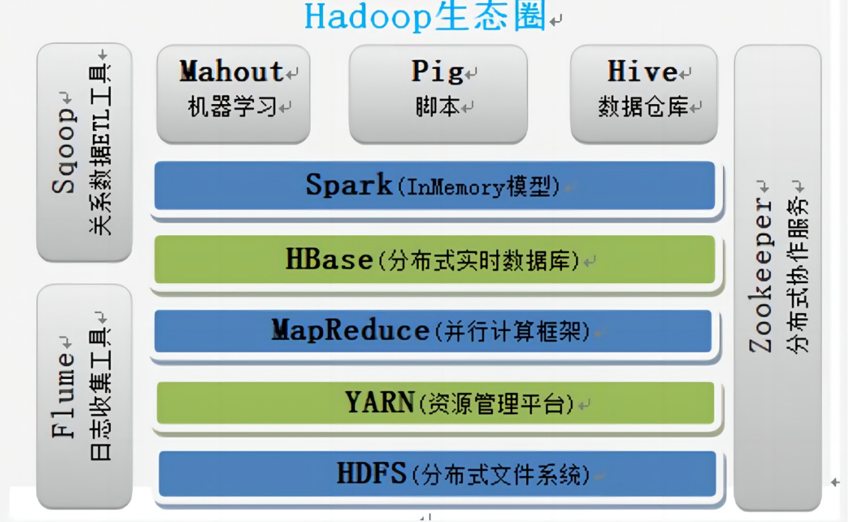 Hadoop生态圈
Sqoop
关系数据ETL工具
Mahout
机器学习
Pig
脚本
Hive
数据仓库
Spark(InMemory模型)
HBase(分布式实时数据库)
MapReduce(并行计算框架)
YARN(资源管理平台)
HDFS(分布式文件系统)
Flume
日志收集工具
Zookeeper
分布式协作服务